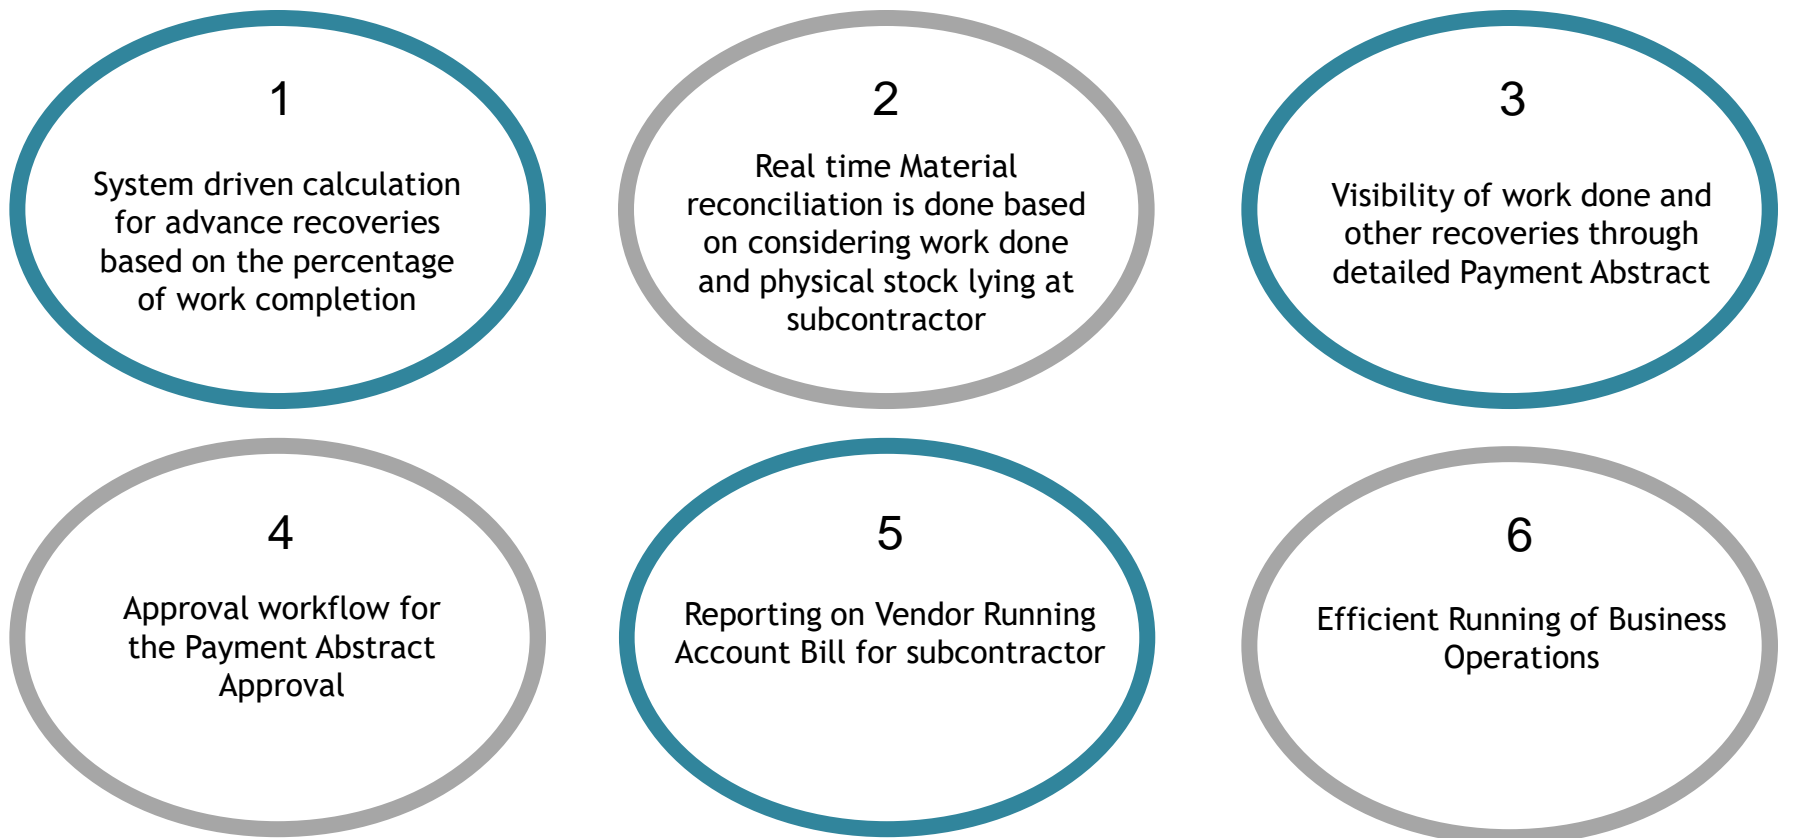 1
System driven calculation
for advance recoveries
based on the percentage
of work completion
2
Real time Material
reconciliation is done based
on considering work done
and physical stock lying at
subcontractor
3
Visibility of work done and
other recoveries through
detailed Payment Abstract
4
Approval workflow for
the Payment Abstract
Approval
5
Reporting on Vendor Running
Account Bill for subcontractor
6
Efficient Running of Business
Operations